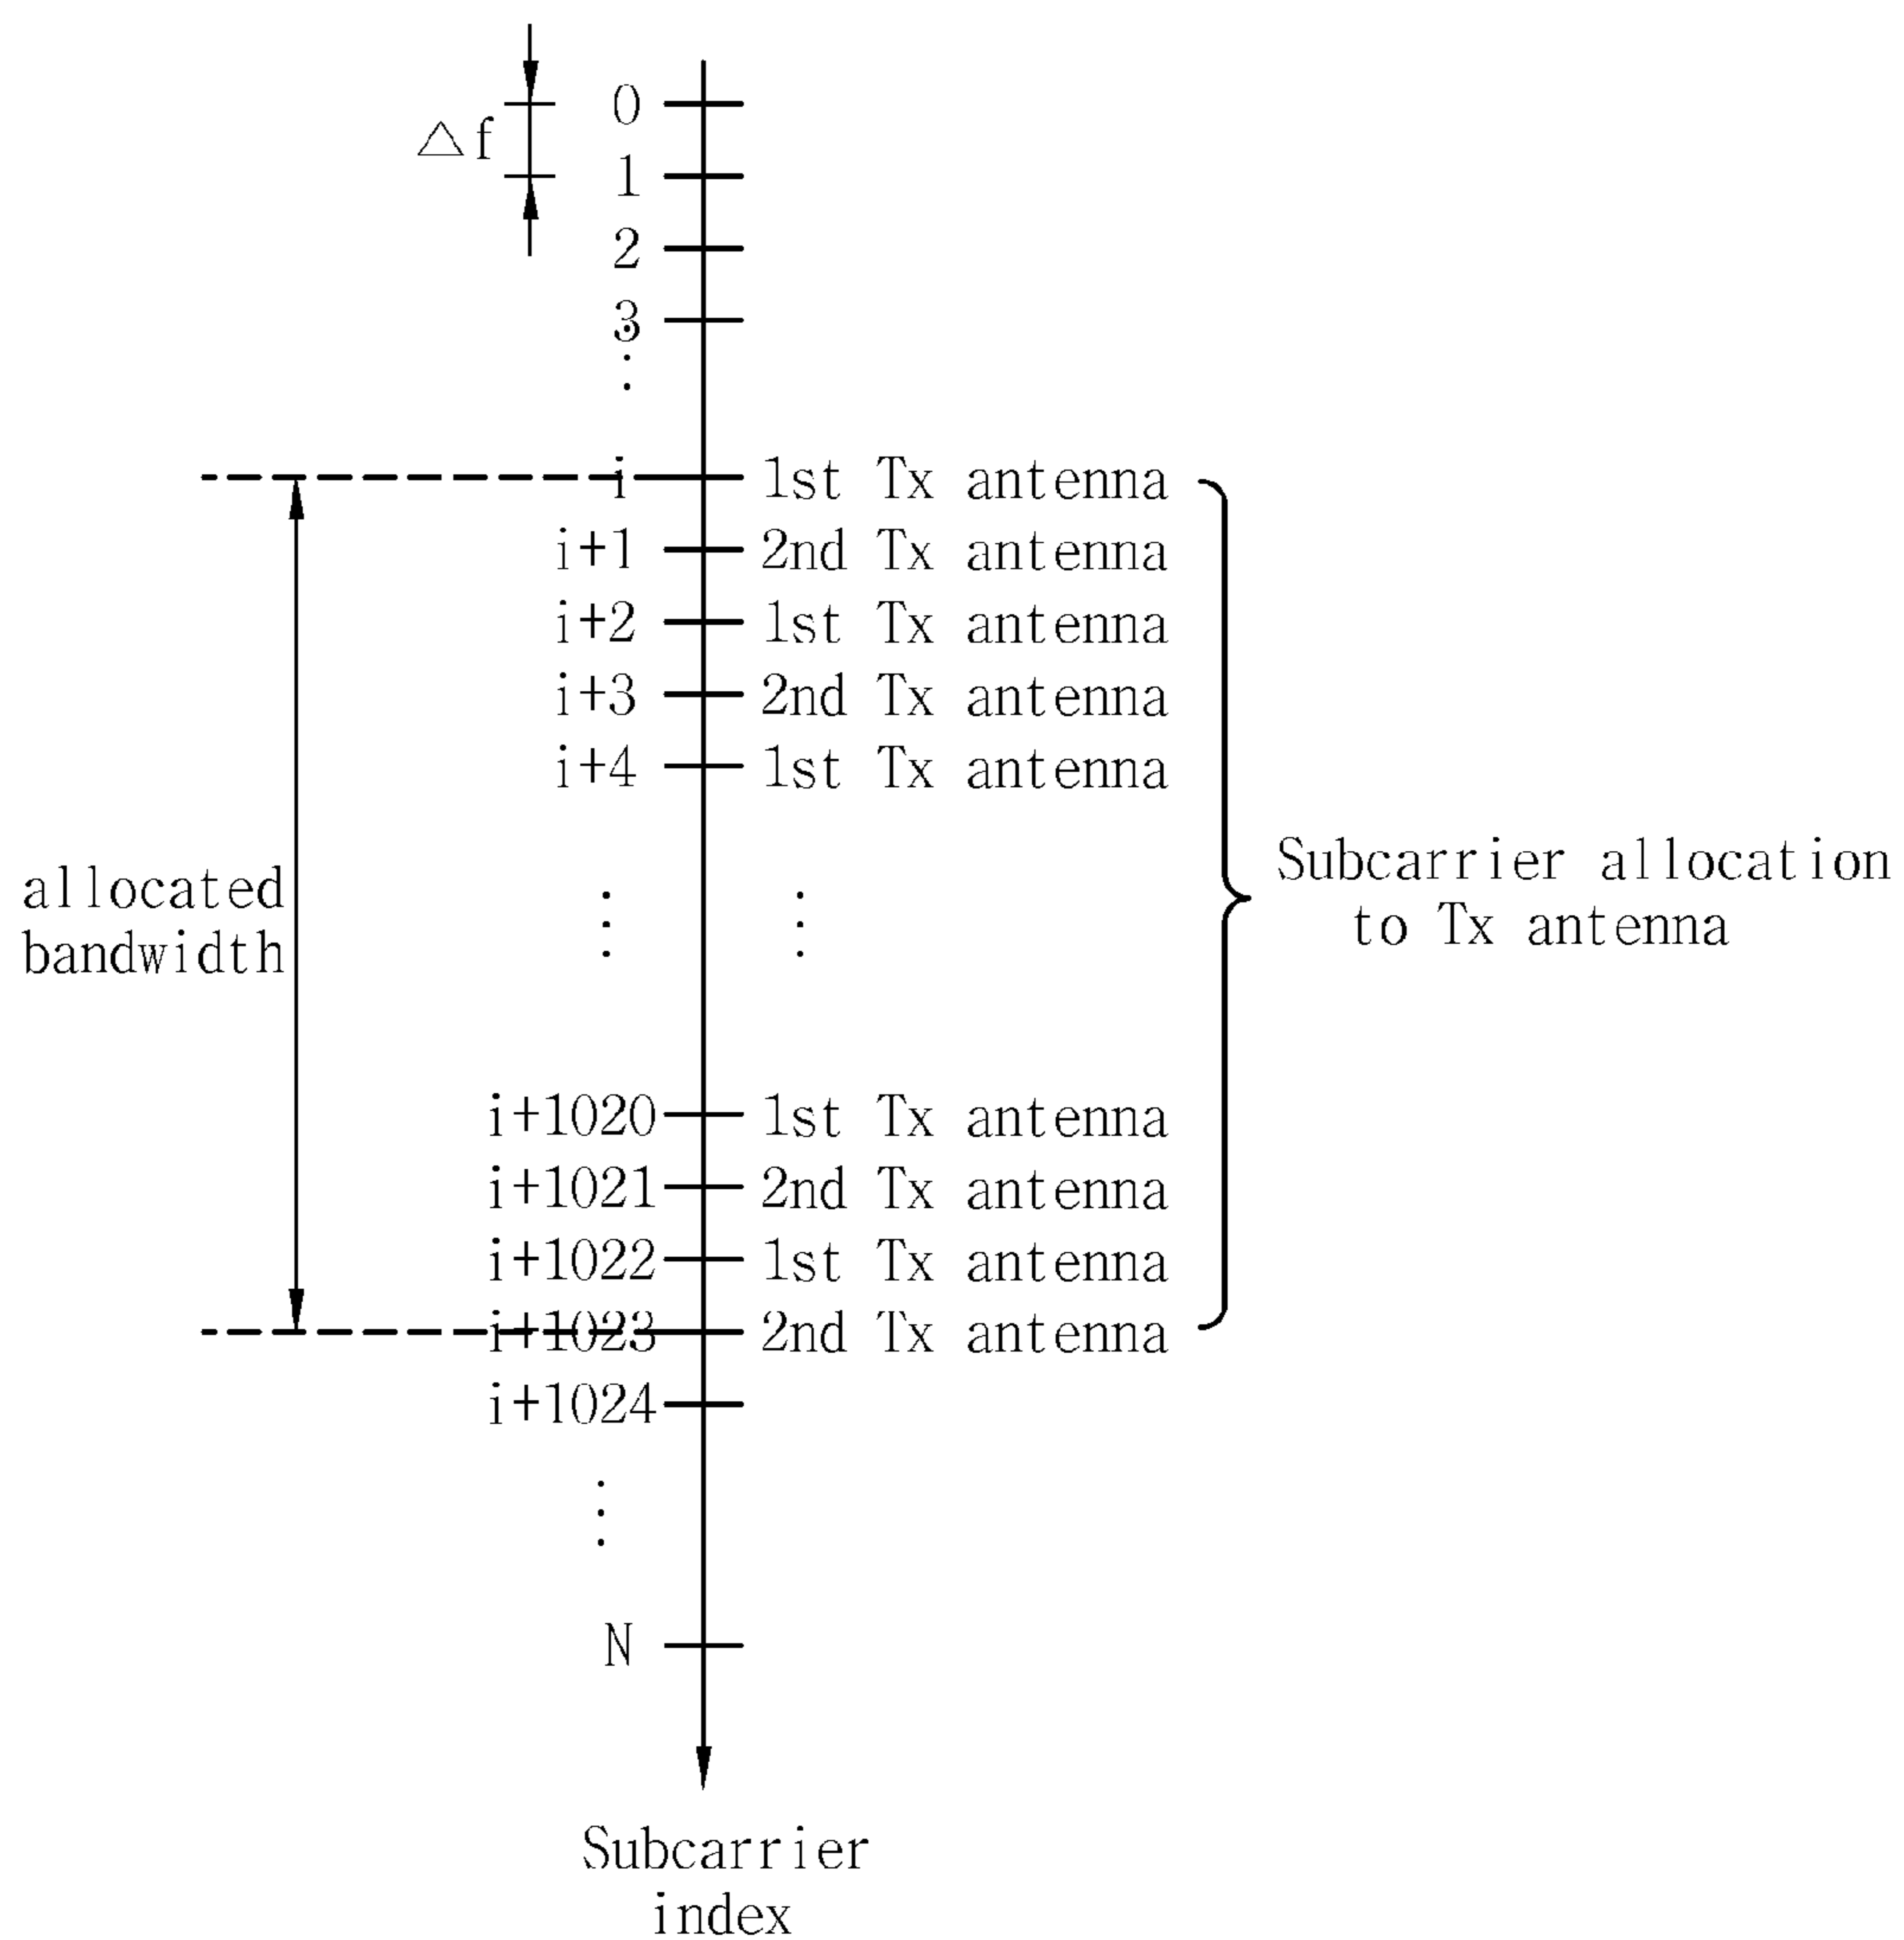 0
△f
1
2
3
⋮
i 1st Tx antenna
i+1 2nd Tx antenna
i+2 1st Tx antenna
i+3 2nd Tx antenna
i+4 1st Tx antenna
allocated
bandwidth
⋮ ⋮
Subcarrier allocation
to Tx antenna
i+1020 1st Tx antenna
i+1021 2nd Tx antenna
i+1022 1st Tx antenna
i+1023 2nd Tx antenna
i+1024
⋮
N
Subcarrier
index